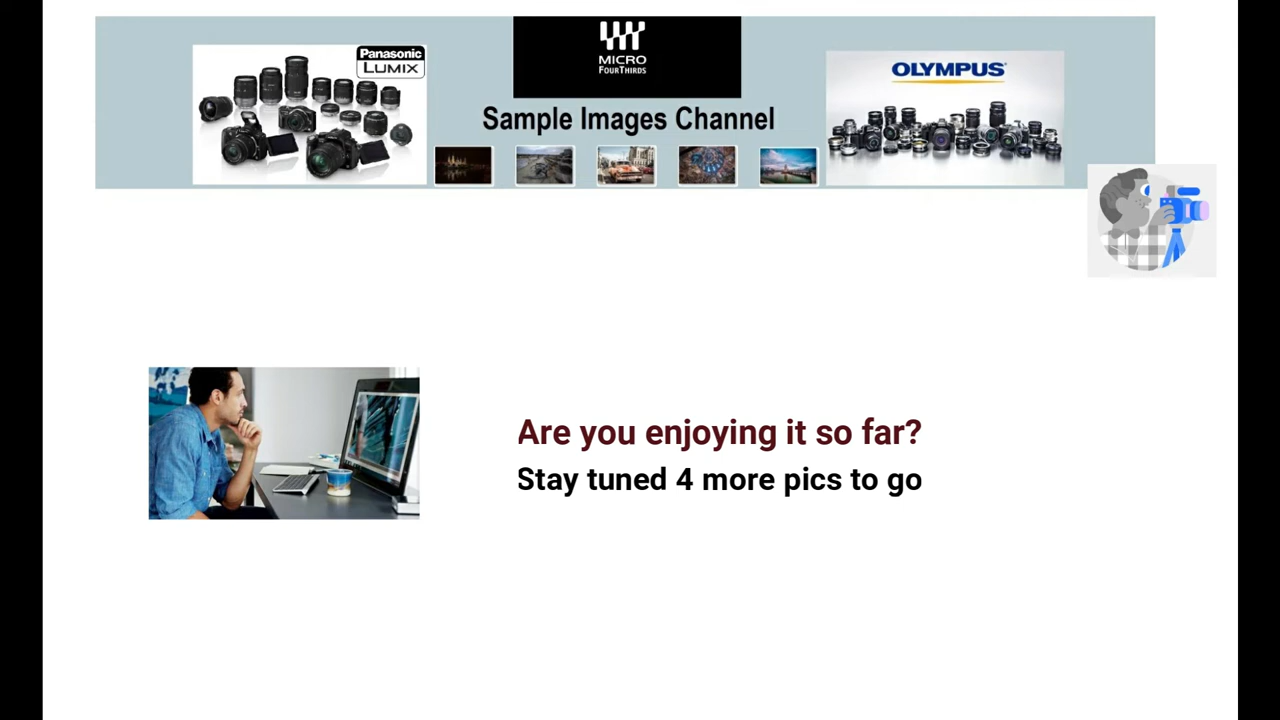 Panasonic
LUMIX
MICRO
FOURTHIRDS
OLYMPUS
Sample Images Channel
Are you enjoying it so far?
Stay tuned 4 more pics to go